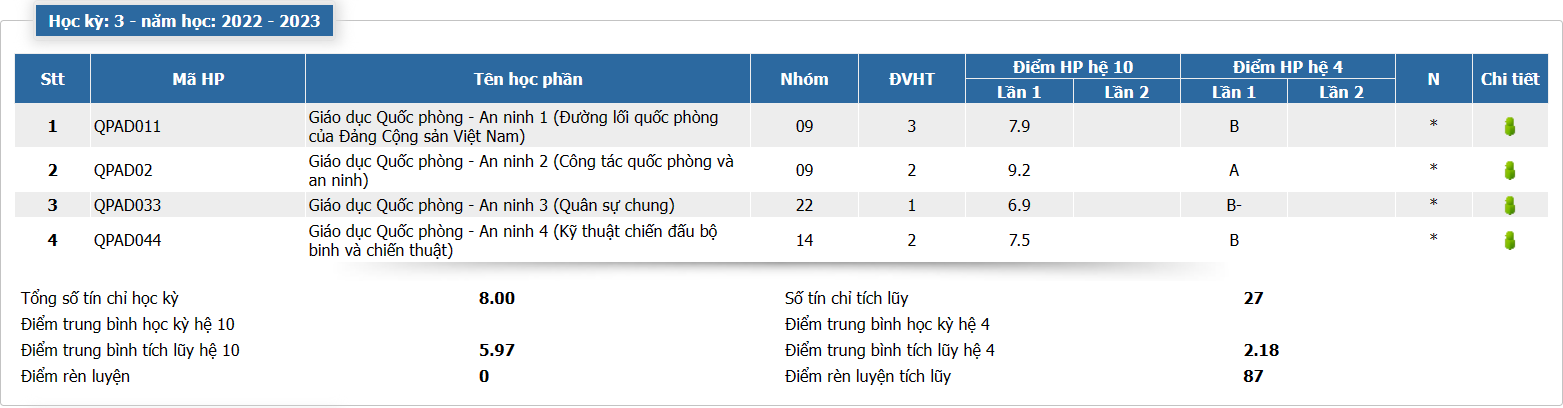 Học kỳ: 3 - năm học: 2022 - 2023
Stt Mã HP Tên học phần Nhóm ĐVHT Điểm HP hệ 10 Điểm HP hệ 4 N Chi tiết
Lần 1 Lần 2 Lần 1 Lần 2
1 QPAD011 Giáo dục Quốc phòng - An ninh 1 (Đường lối quốc phòng 09 3 7.9 B *
của Đảng Cộng sản Việt Nam)
2 QPAD02 Giáo dục Quốc phòng - An ninh 2 (Công tác quốc phòng và 09 2 9.2 A *
an ninh)
3 QPAD033 Giáo dục Quốc phòng - An ninh 3 (Quân sự chung) 22 1 6.9 B- *
4 QPAD044 Giáo dục Quốc phòng - An ninh 4 (Kỹ thuật chiến đấu bộ 14 2 7.5 B *
binh và chiến thuật)
Tổng số tín chỉ học kỳ 8.00 Số tín chỉ tích lũy 27
Điểm trung bình học kỳ hệ 10 Điểm trung bình học kỳ hệ 4
Điểm trung bình tích lũy hệ 10 5.97 Điểm trung bình tích lũy hệ 4 2.18
Điểm rèn luyện 0 Điểm rèn luyện tích lũy 87